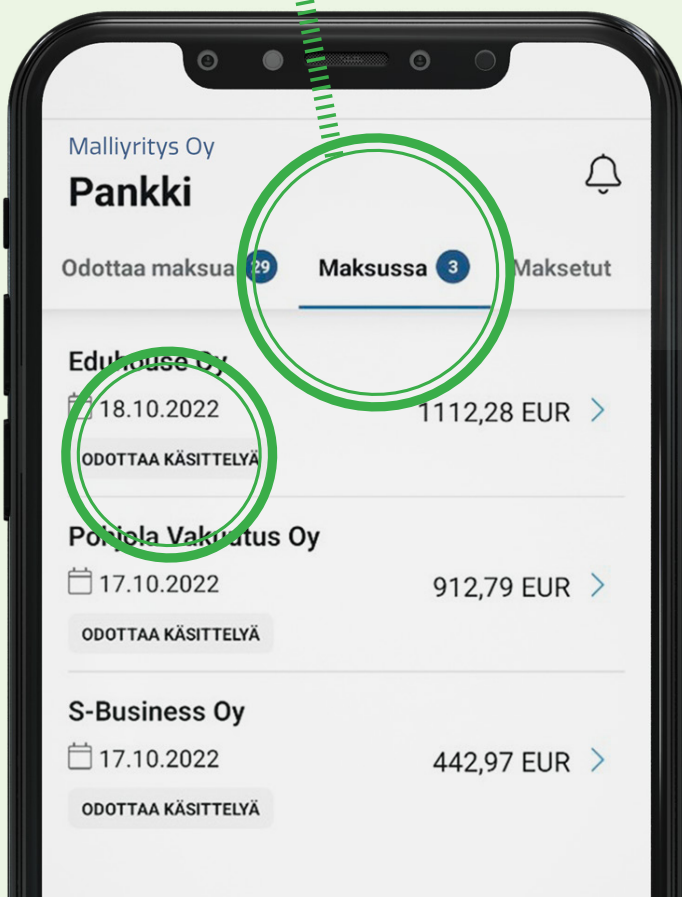 Malliyritys Oy
Pankki
Odottaa maksua 29 Maksussa 3 Maksetut
Eduhouse Oy
18.10.2022 1112,28 EUR
ODOTTAA KÄSITTELYÄ
Pohjola Vakuutus Oy
17.10.2022 912,79 EUR
ODOTTAA KÄSITTELYÄ
S-Business Oy
17.10.2022 442,97 EUR
ODOTTAA KÄSITTELYÄ